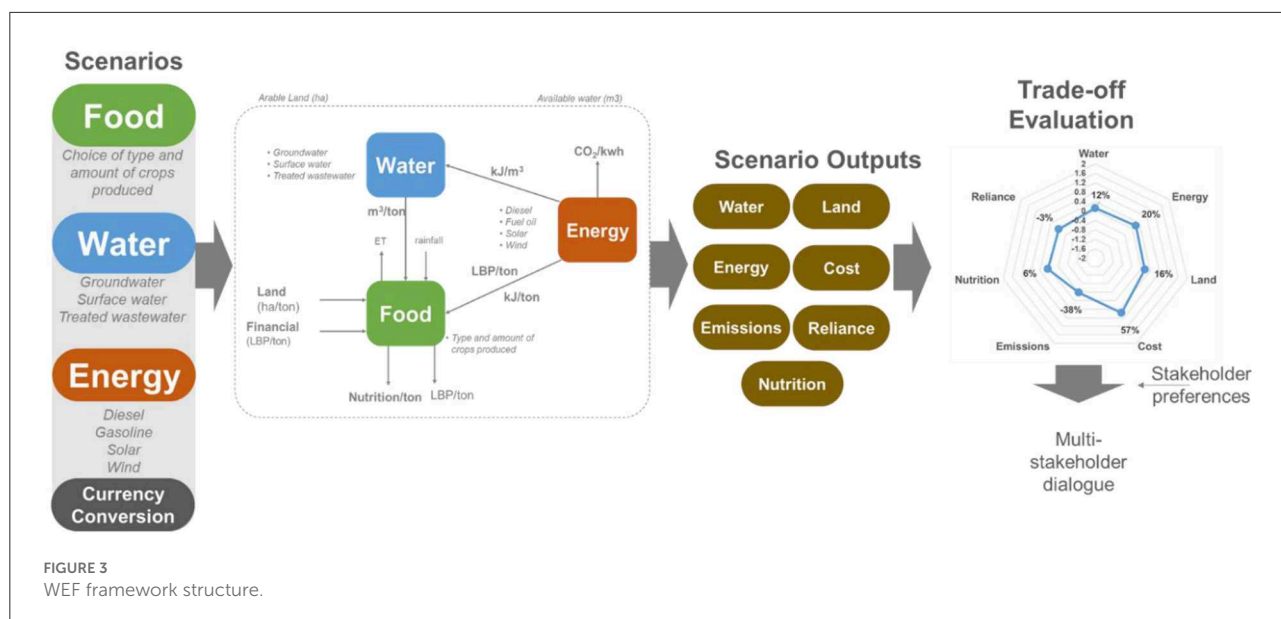 Scenarios
Food
Choice of type and
amount of crops
produced
Water
Groundwater
Surface water
Treated wastewater
Energy
Diesel
Gasoline
Solar
Wind
Currency
Conversion
Arable Land (ha)
Available water (m3)
• Groundwater
• Surface water
• Treated wastewater
Water
kJ/m³
CO₂/kwh
m³/ton
• Diesel
• Fuel oil
• Solar
• Wind
Energy
ET
rainfall
LBP/ton
kJ/ton
Land
(ha/ton)
Financial
(LBP/ton)
Food
• Type and amount of
crops produced
Nutrition/ton
LBP/ton
Scenario Outputs
Water
Land
Energy
Cost
Emissions
Reliance
Nutrition
Trade-off
Evaluation
Water
2
1.6
1.2
0.8
0.4
0
-0.4
-0.8
-1.2
-1.6
-2
12%
Energy
20%
Land
16%
Cost
57%
Emissions
-38%
Nutrition
6%
Reliance
-3%
Stakeholder
preferences
Multi-
stakeholder
dialogue
FIGURE 3
WEF framework structure.